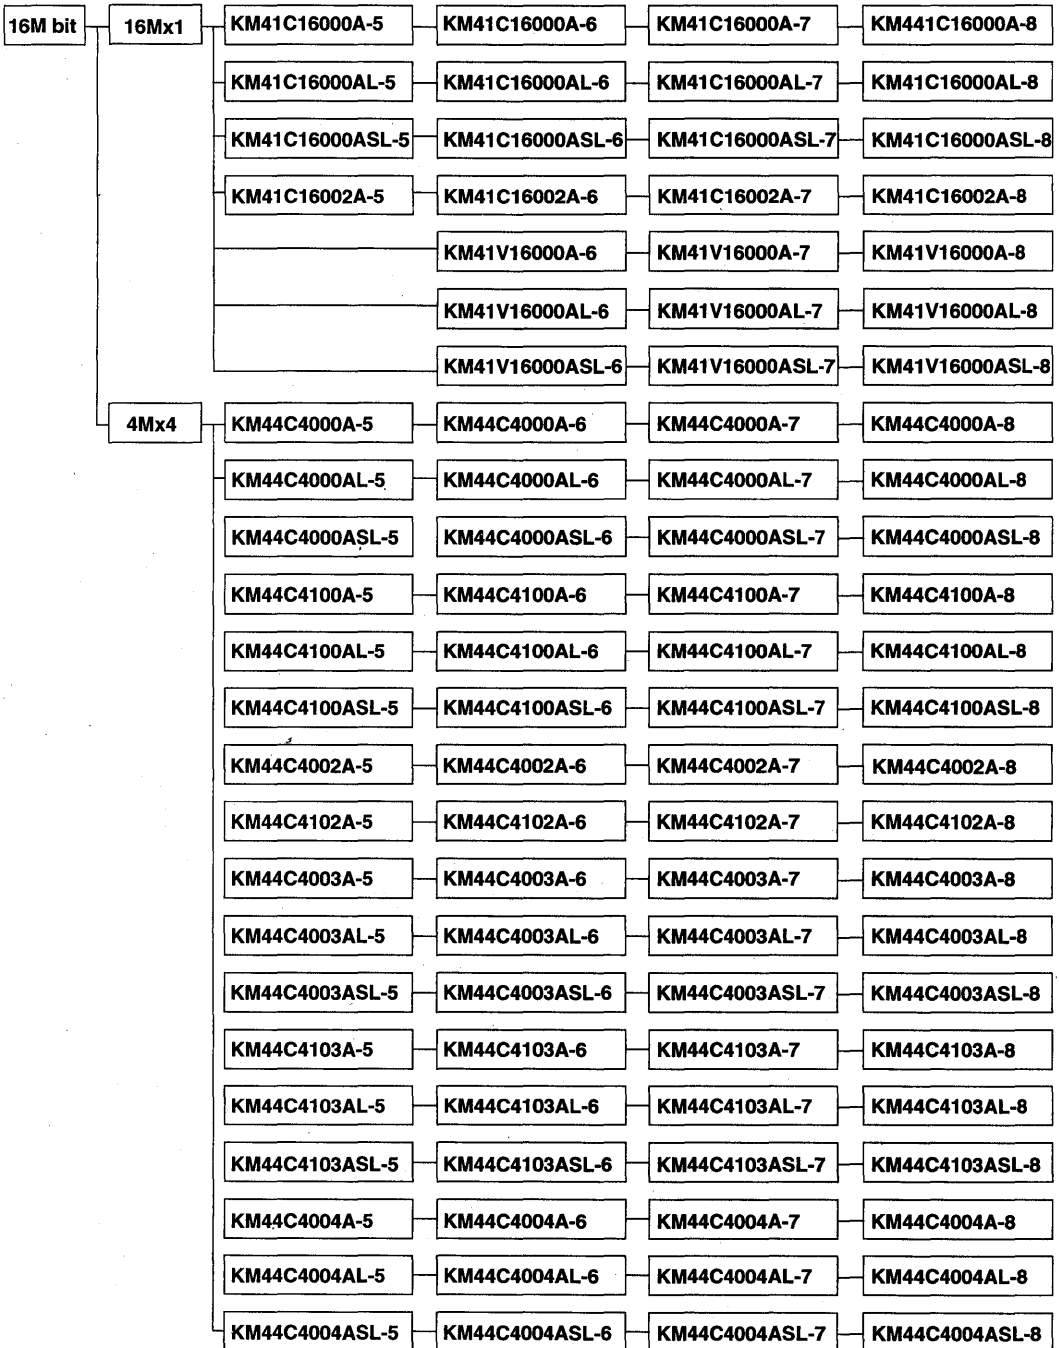 16M bit 16Mx1 KM41C16000A-5 KM41C16000A-6 KM41C16000A-7 KM441C16000A-8
KM41C16000AL-5 KM41C16000AL-6 KM41C16000AL-7 KM41C16000AL-8
KM41C16000ASL-5 KM41C16000ASL-6 KM41C16000ASL-7 KM41C16000ASL-8
KM41C16002A-5 KM41C16002A-6 KM41C16002A-7 KM41C16002A-8
KM41V16000A-6 KM41V16000A-7 KM41V16000A-8
KM41V16000AL-6 KM41V16000AL-7 KM41V16000AL-8
KM41V16000ASL-6 KM41V16000ASL-7 KM41V16000ASL-8
4Mx4 KM44C4000A-5 KM44C4000A-6 KM44C4000A-7 KM44C4000A-8
KM44C4000AL-5 KM44C4000AL-6 KM44C4000AL-7 KM44C4000AL-8
KM44C4000ASL-5 KM44C4000ASL-6 KM44C4000ASL-7 KM44C4000ASL-8
KM44C4100A-5 KM44C4100A-6 KM44C4100A-7 KM44C4100A-8
KM44C4100AL-5 KM44C4100AL-6 KM44C4100AL-7 KM44C4100AL-8
KM44C4100ASL-5 KM44C4100ASL-6 KM44C4100ASL-7 KM44C4100ASL-8
KM44C4002A-5 KM44C4002A-6 KM44C4002A-7 KM44C4002A-8
KM44C4102A-5 KM44C4102A-6 KM44C4102A-7 KM44C4102A-8
KM44C4003A-5 KM44C4003A-6 KM44C4003A-7 KM44C4003A-8
KM44C4003AL-5 KM44C4003AL-6 KM44C4003AL-7 KM44C4003AL-8
KM44C4003ASL-5 KM44C4003ASL-6 KM44C4003ASL-7 KM44C4003ASL-8
KM44C4103A-5 KM44C4103A-6 KM44C4103A-7 KM44C4103A-8
KM44C4103AL-5 KM44C4103AL-6 KM44C4103AL-7 KM44C4103AL-8
KM44C4103ASL-5 KM44C4103ASL-6 KM44C4103ASL-7 KM44C4103ASL-8
KM44C4004A-5 KM44C4004A-6 KM44C4004A-7 KM44C4004A-8
KM44C4004AL-5 KM44C4004AL-6 KM44C4004AL-7 KM44C4004AL-8
KM44C4004ASL-5 KM44C4004ASL-6 KM44C4004ASL-7 KM44C4004ASL-8